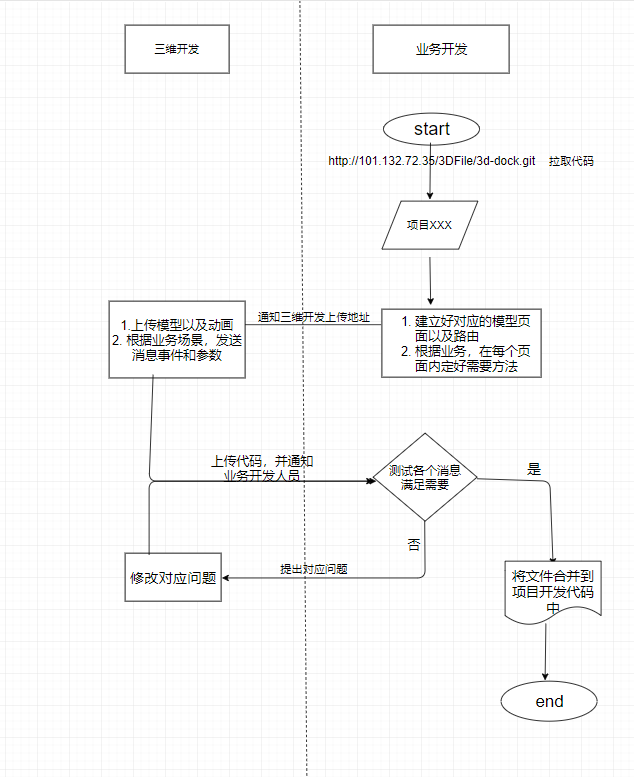 三维开发
业务开发
start
http://101.132.72.35/3DFile/3d-dock.git 拉取代码
项目XXX
通知三维开发上传地址
1.上传模型以及动画
2. 根据业务场景，发送
消息事件和参数
1. 建立好对应的模型页
面以及路由
2. 根据业务，在每个页
面内定好需要方法
上传代码，并通知
业务开发人员
测试各个消息
满足需要
是
否
提出对应问题
修改对应问题
将文件合并到
项目开发代码
中
end